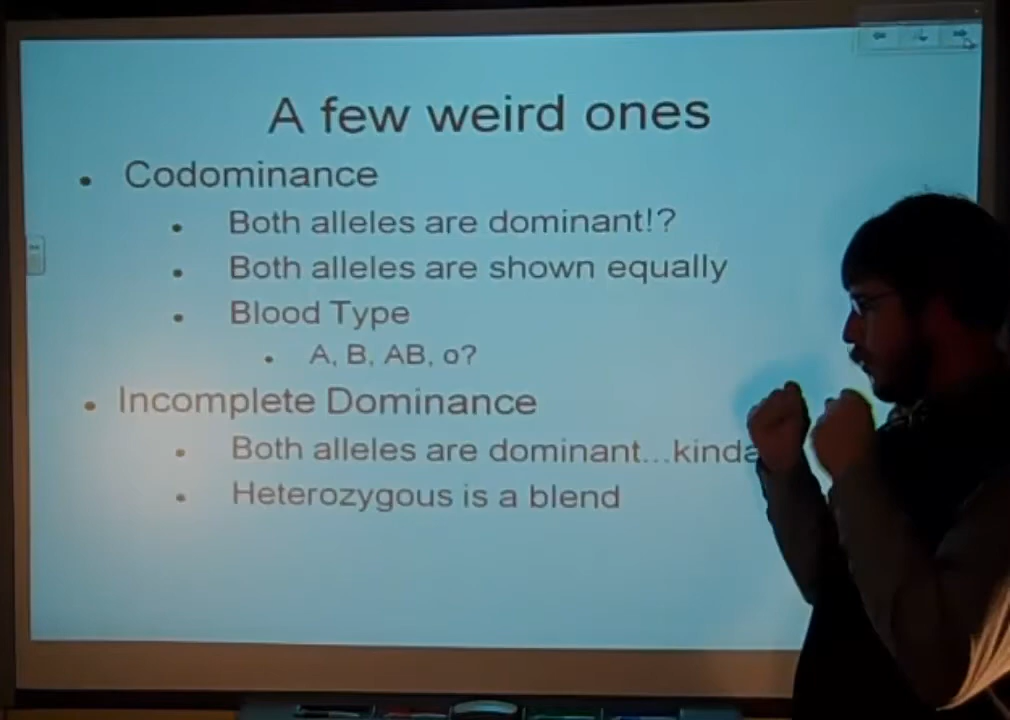 A few weird ones
Codominance
Both alleles are dominant!?
Both alleles are shown equally
Blood Type
A, B, AB, o?
Incomplete Dominance
Both alleles are dominant...kinda
Heterozygous is a blend